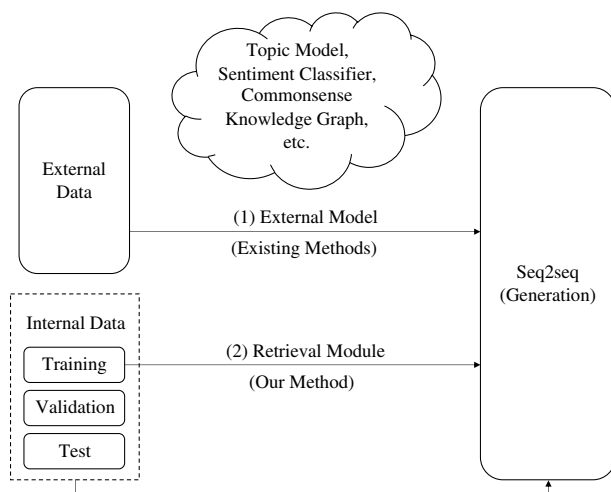 Topic Model,
Sentiment Classifier,
Commonsense
Knowledge Graph,
etc.
External
Data
(1) External Model
(Existing Methods)
Seq2seq
(Generation)
Internal Data
Training
Validation
Test
(2) Retrieval Module
(Our Method)